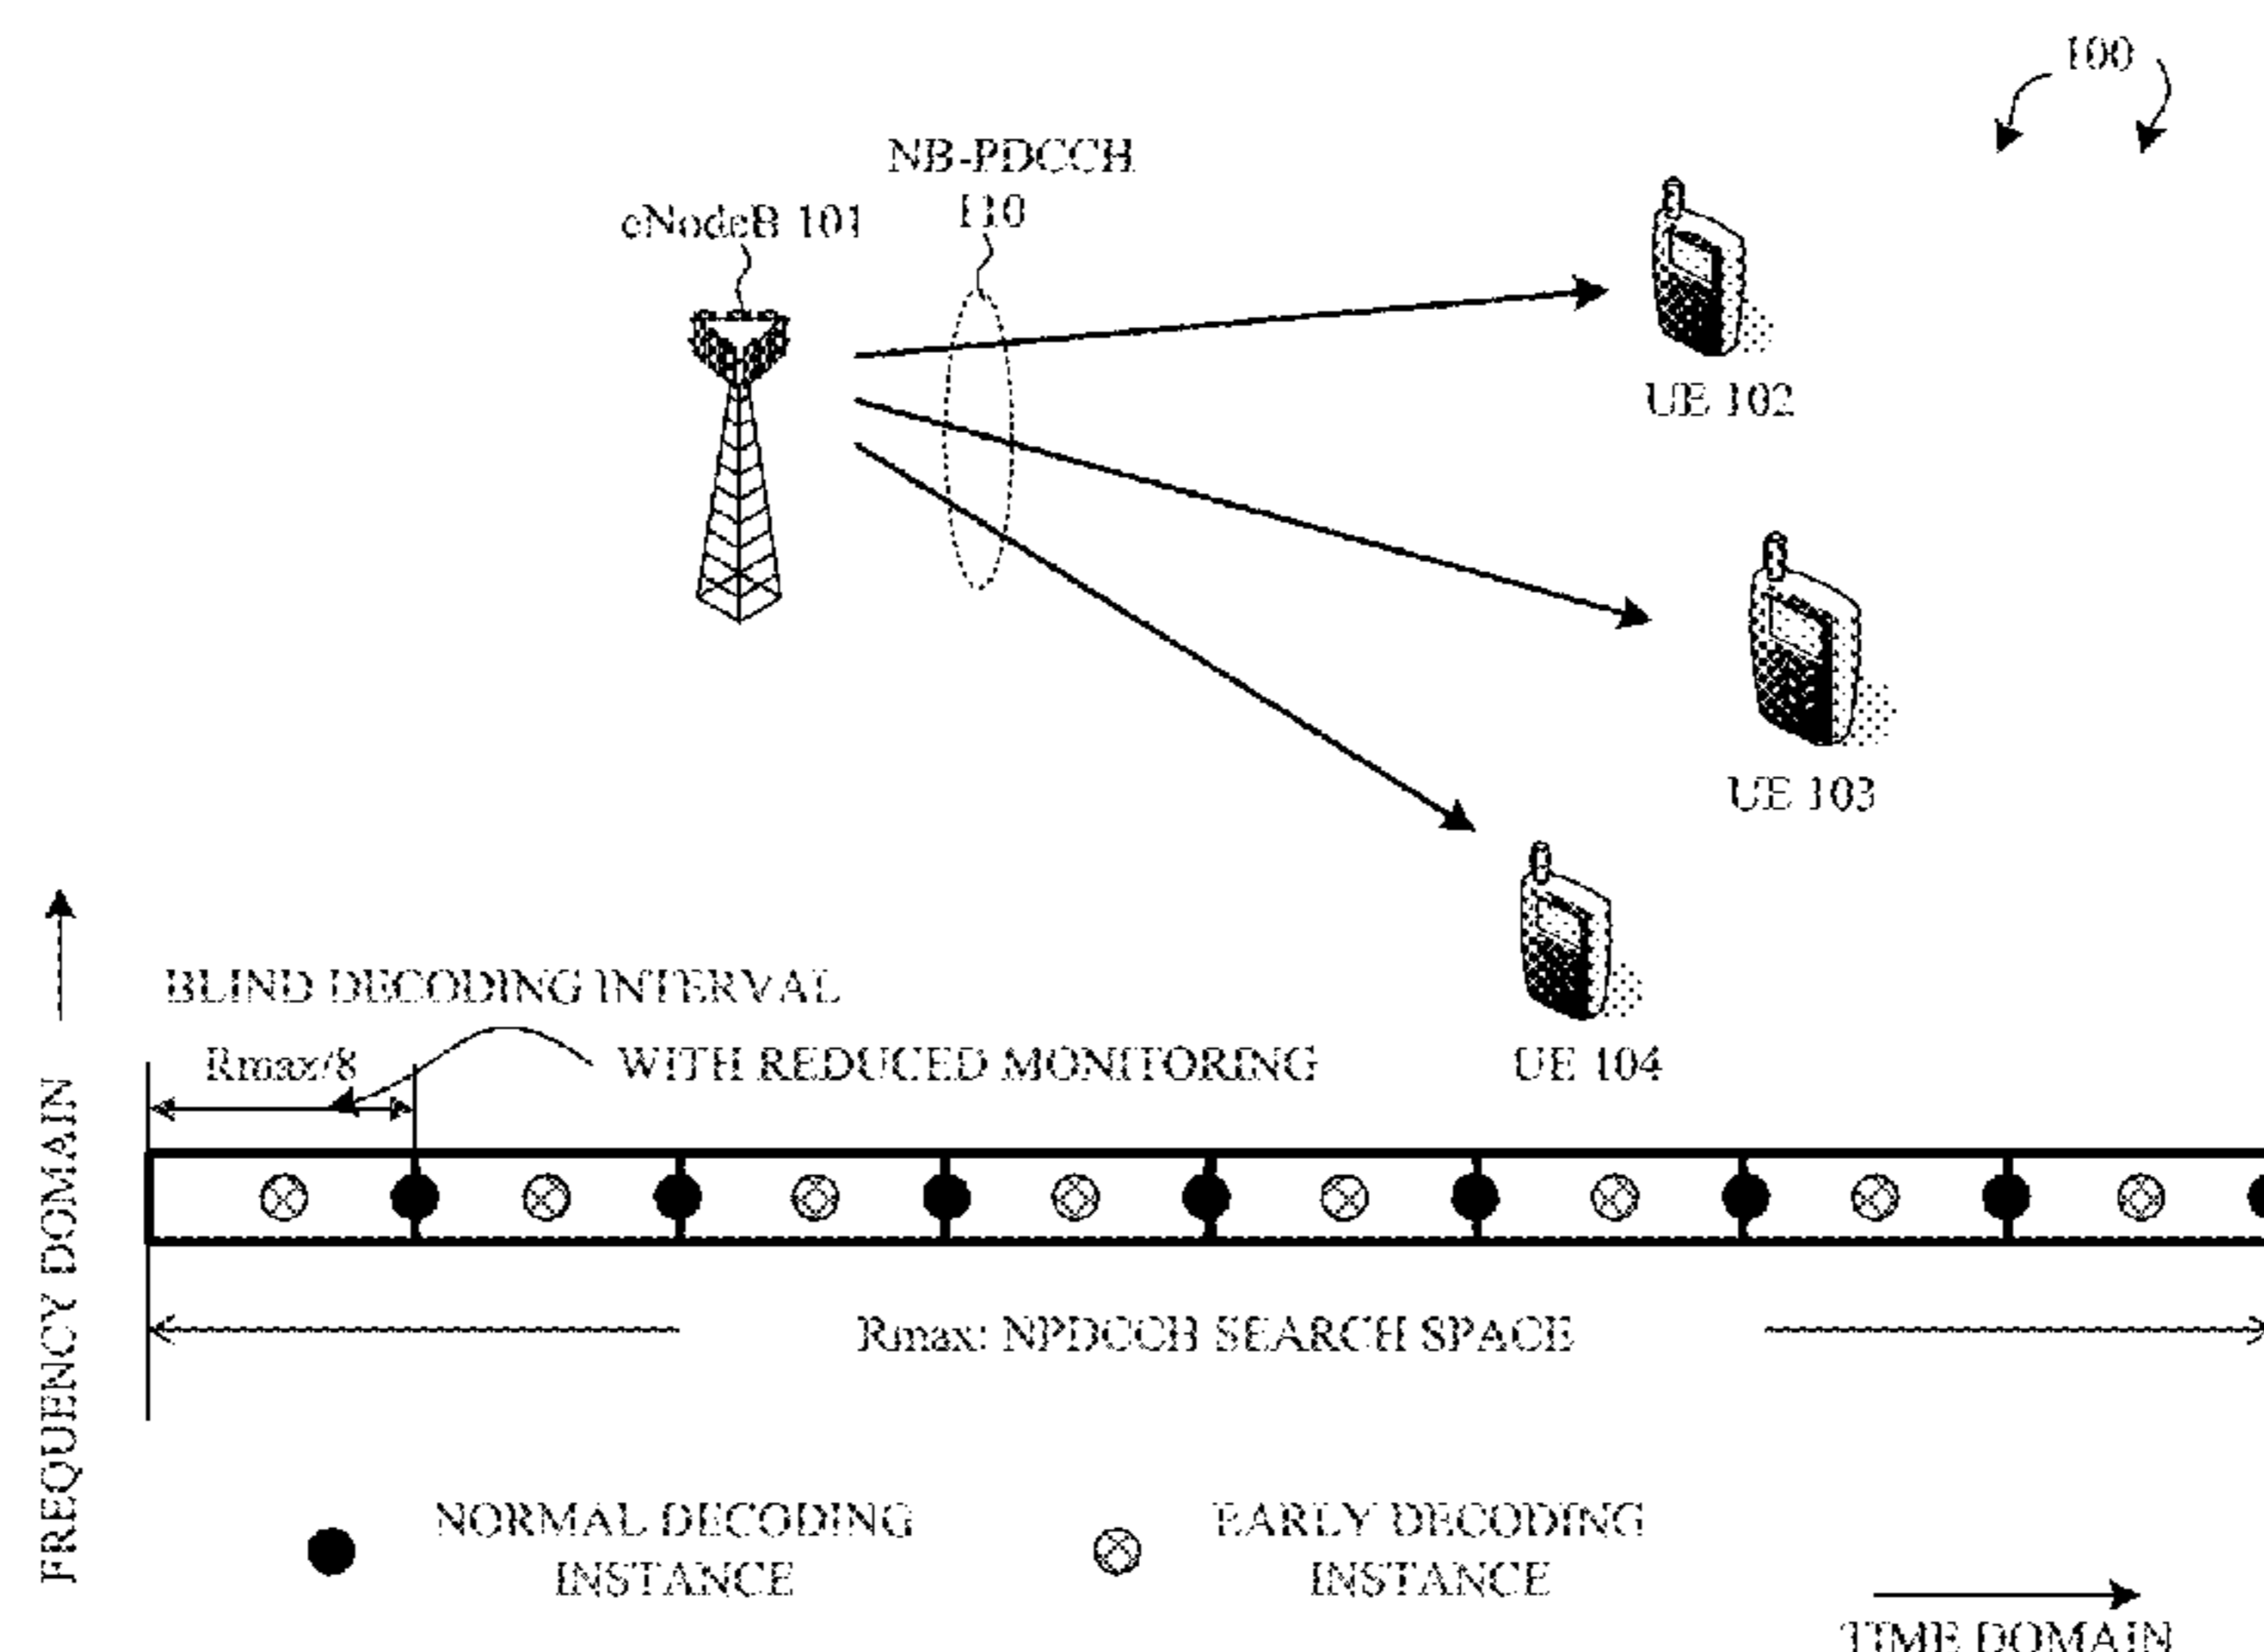 100
NB-PDCCH
110
eNodeB 101
UE 102
UE 103
UE 104
BLIND DECODING INTERVAL
WITH REDUCED MONITORING
Rmax/8
FREQUENCY DOMAIN
Rmax: NPDCCH SEARCH SPACE
NORMAL DECODING
INSTANCE
EARLY DECODING
INSTANCE
TIME DOMAIN